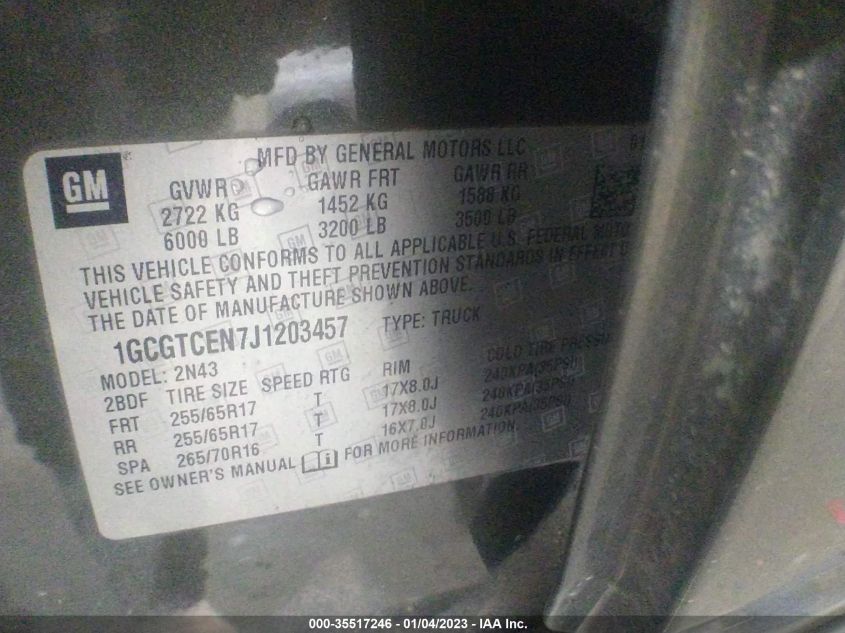 MFD BY GENERAL MOTORS LLC
GM
GVWR GAWR FRT GAWR RR
2722 KG 1452 KG 1588 KG
6000 LB 3200 LB 3500 LB
THIS VEHICLE CONFORMS TO ALL APPLICABLE U.S. FEDERAL
VEHICLE SAFETY AND THEFT PREVENTION STANDARDS IN EFFECT
THE DATE OF MANUFACTURE SHOWN ABOVE.
1GCGTCEN7J1203457 TYPE: TRUCK
MODEL: 2N43
2BDF TIRE SIZE SPEED RTG RIM COLD TIRE
FRT 255/65R17 T 17X8.0J 240KPA(35PSI)
RR 255/65R17 T 17X8.0J 240KPA(35PSI)
SPA 265/70R16 T 16X7.0J 240KPA(35PSI)
SEE OWNER'S MANUAL FOR MORE INFORMATION.
000-35517246 - 01/04/2023 - IAA Inc.